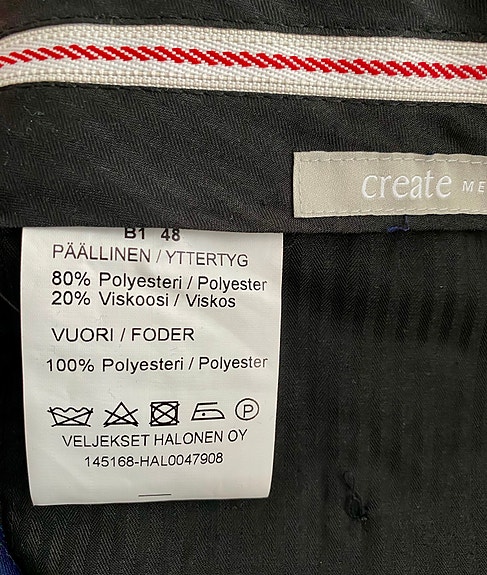 create ME
B1 48
PÄÄLLINEN / YTTERTYG
80% Polyesteri / Polyester
20% Viskoosi / Viskos
VUORI / FODER
100% Polyesteri / Polyester
P
VELJEKSET HALONEN OY
145168-HAL0047908